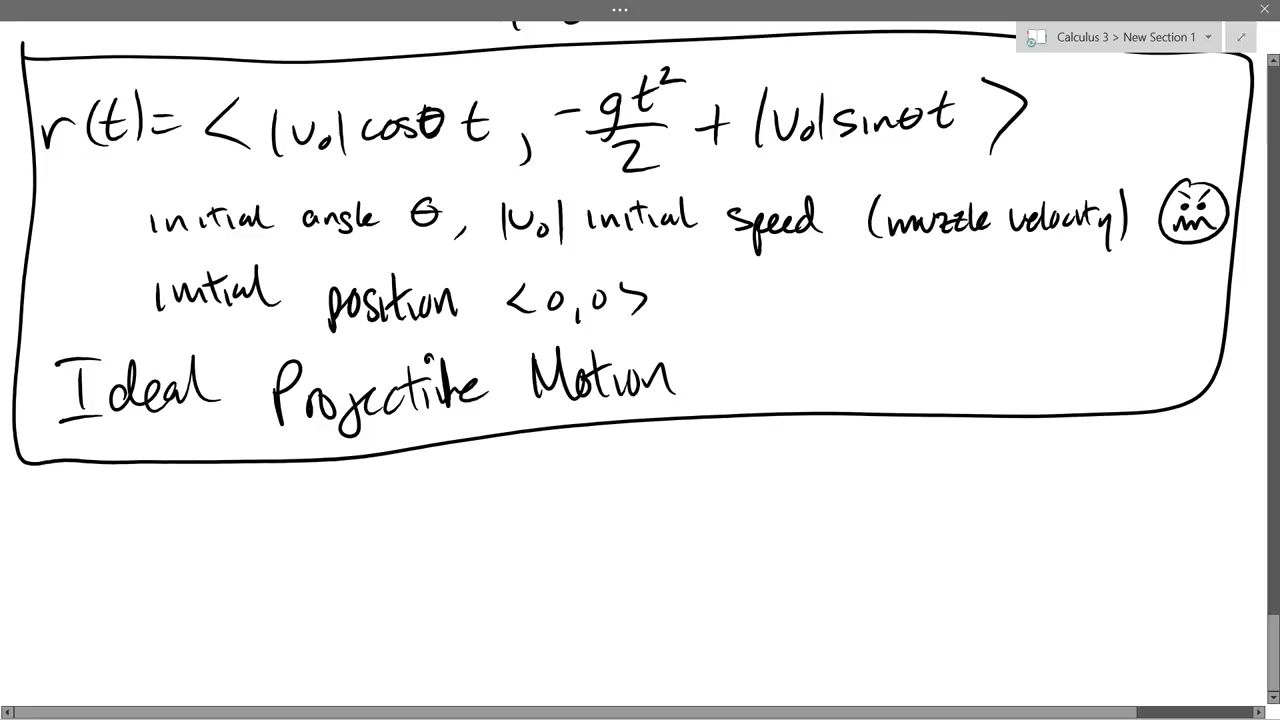 Calculus 3 > New Section 1
r(t) = < |v₀| cosθ t , -gt²/2 + |v₀| sinθ t >
initial angle θ, |v₀| initial speed (muzzle velocity)
initial position <0,0>
Ideal Projectile Motion